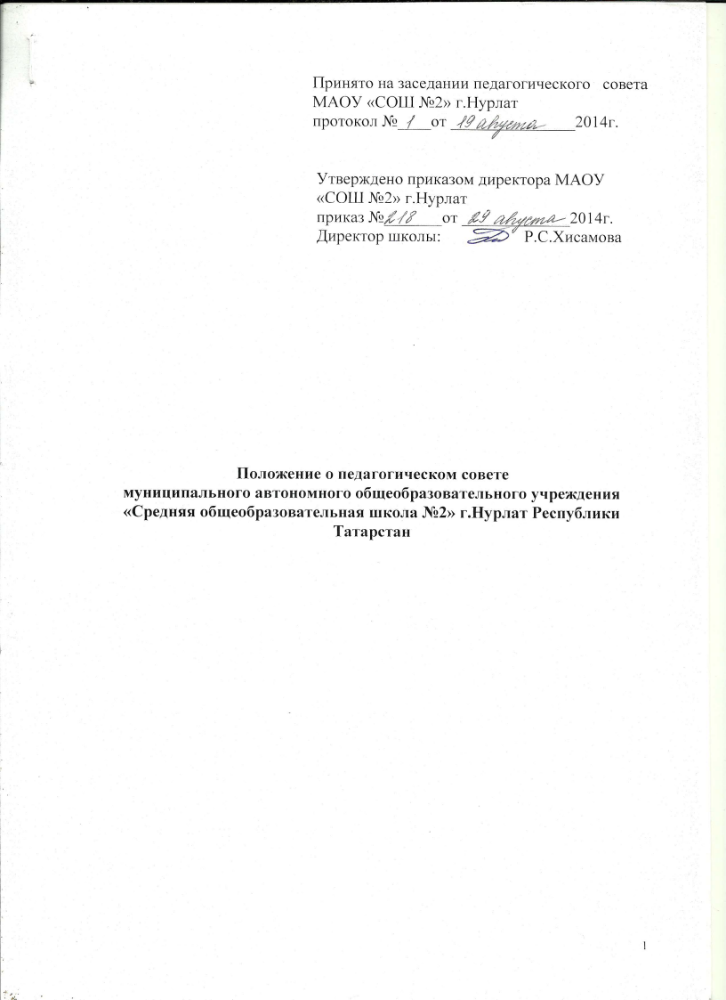 Принято на заседании педагогического совета
МАОУ «СОШ №2» г.Нурлат
протокол № 1 от 19 августа 2014г.
Утверждено приказом директора МАОУ
«СОШ №2» г.Нурлат
приказ №218 от 29 августа 2014г.
Директор школы: Р.С.Хисамова
Положение о педагогическом совете
муниципального автономного общеобразовательного учреждения
«Средняя общеобразовательная школа №2» г.Нурлат Республики
Татарстан
1